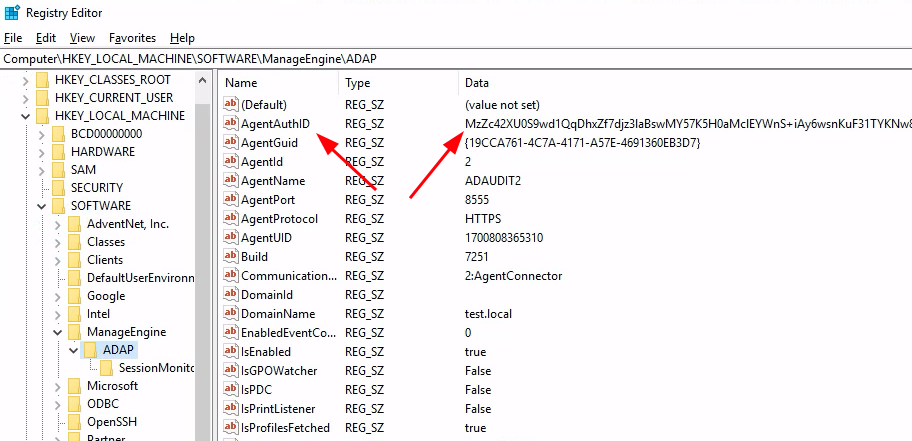 Registry Editor
File Edit View Favorites Help
Computer\HKEY_LOCAL_MACHINE\SOFTWARE\ManageEngine\ADAP
HKEY_CLASSES_ROOT
HKEY_CURRENT_USER
HKEY_LOCAL_MACHINE
BCD00000000
HARDWARE
SAM
SECURITY
SOFTWARE
AdventNet, Inc.
Classes
Clients
DefaultUserEnvironm
Google
Intel
ManageEngine
ADAP
SessionMonito
Microsoft
ODBC
OpenSSH
Partner
Name Type Data
(Default) REG_SZ (value not set)
AgentAuthID REG_SZ
AgentGuid REG_SZ {19CCA761-4C7A-4171-A57E-4691360EB3D7}
AgentId REG_SZ 2
AgentName REG_SZ ADAUDIT2
AgentPort REG_SZ 8555
AgentProtocol REG_SZ HTTPS
AgentUID REG_SZ 1700808365310
Build REG_SZ 7251
Communication... REG_SZ 2:AgentConnector
DomainId REG_SZ
DomainName REG_SZ test.local
EnabledEventCo... REG_SZ 0
IsEnabled REG_SZ true
IsGPOWatcher REG_SZ False
IsPDC REG_SZ False
IsPrintListener REG_SZ False
IsProfilesFetched REG_SZ true